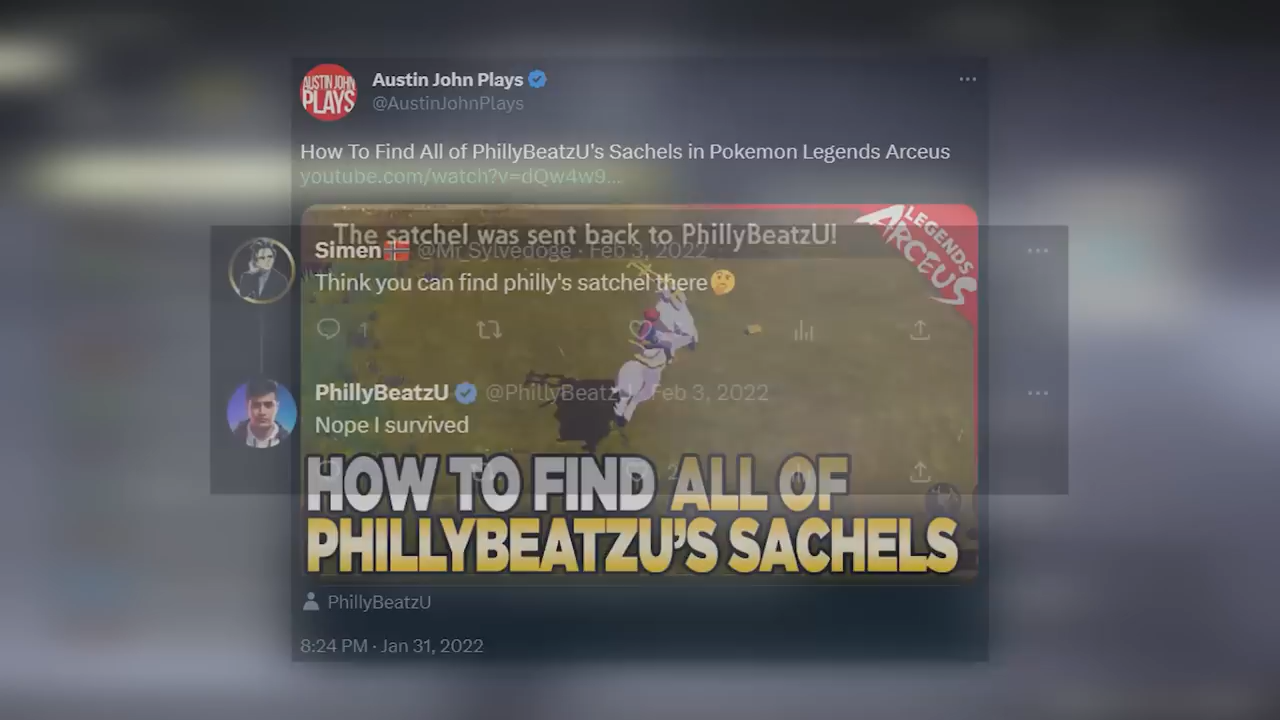 AUSTIN JOHN
PLAYS
Austin John Plays
@AustinJohnPlays
How To Find All of PhillyBeatzU's Sachels in Pokemon Legends Arceus
youtube.com/watch?v=dQw4w9...
The satchel was sent back to PhillyBeatzU!
LEGENDS
ARCEUS
Simen @Mr_Sylvedoge · Feb 3, 2022
Think you can find philly's satchel there
1
PhillyBeatzU @PhillyBeatzU · Feb 3, 2022
Nope I survived
2
HOW TO FIND ALL OF
PHILLYBEATZU'S SACHELS
PhillyBeatzU
8:24 PM · Jan 31, 2022